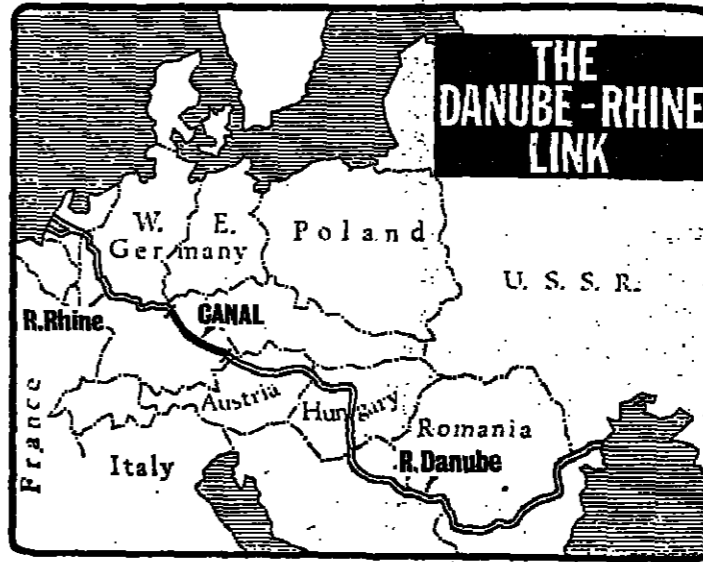 THE
DANUBE - RHINE
LINK
W. E.
Germany
Poland
U. S. S. R.
R.Rhine
CANAL
France
Austria
Hungary
Romania
Italy
R.Danube